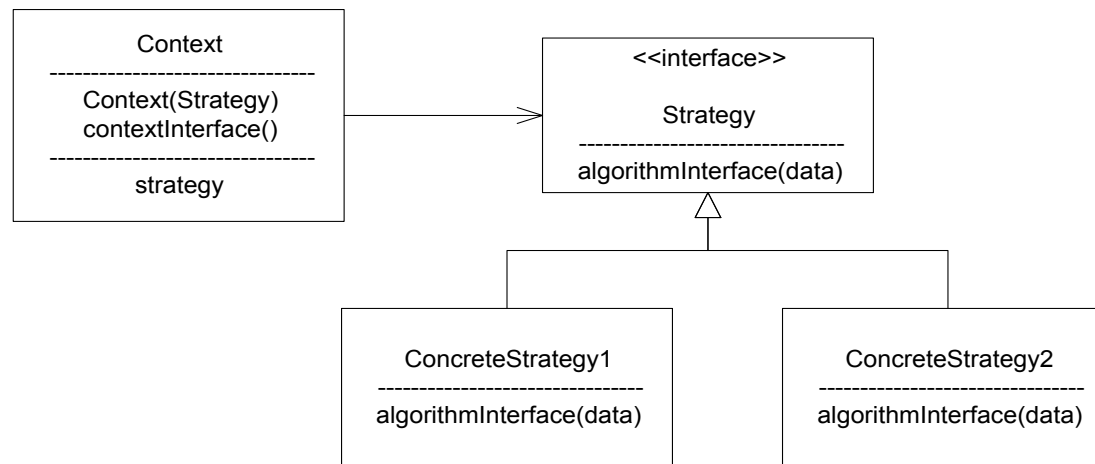 Context
---------------------------------
Context(Strategy)
contextInterface()
---------------------------------
strategy
<<interface>>
Strategy
---------------------------------
algorithmInterface(data)
ConcreteStrategy1
---------------------------------
algorithmInterface(data)
ConcreteStrategy2
---------------------------------
algorithmInterface(data)